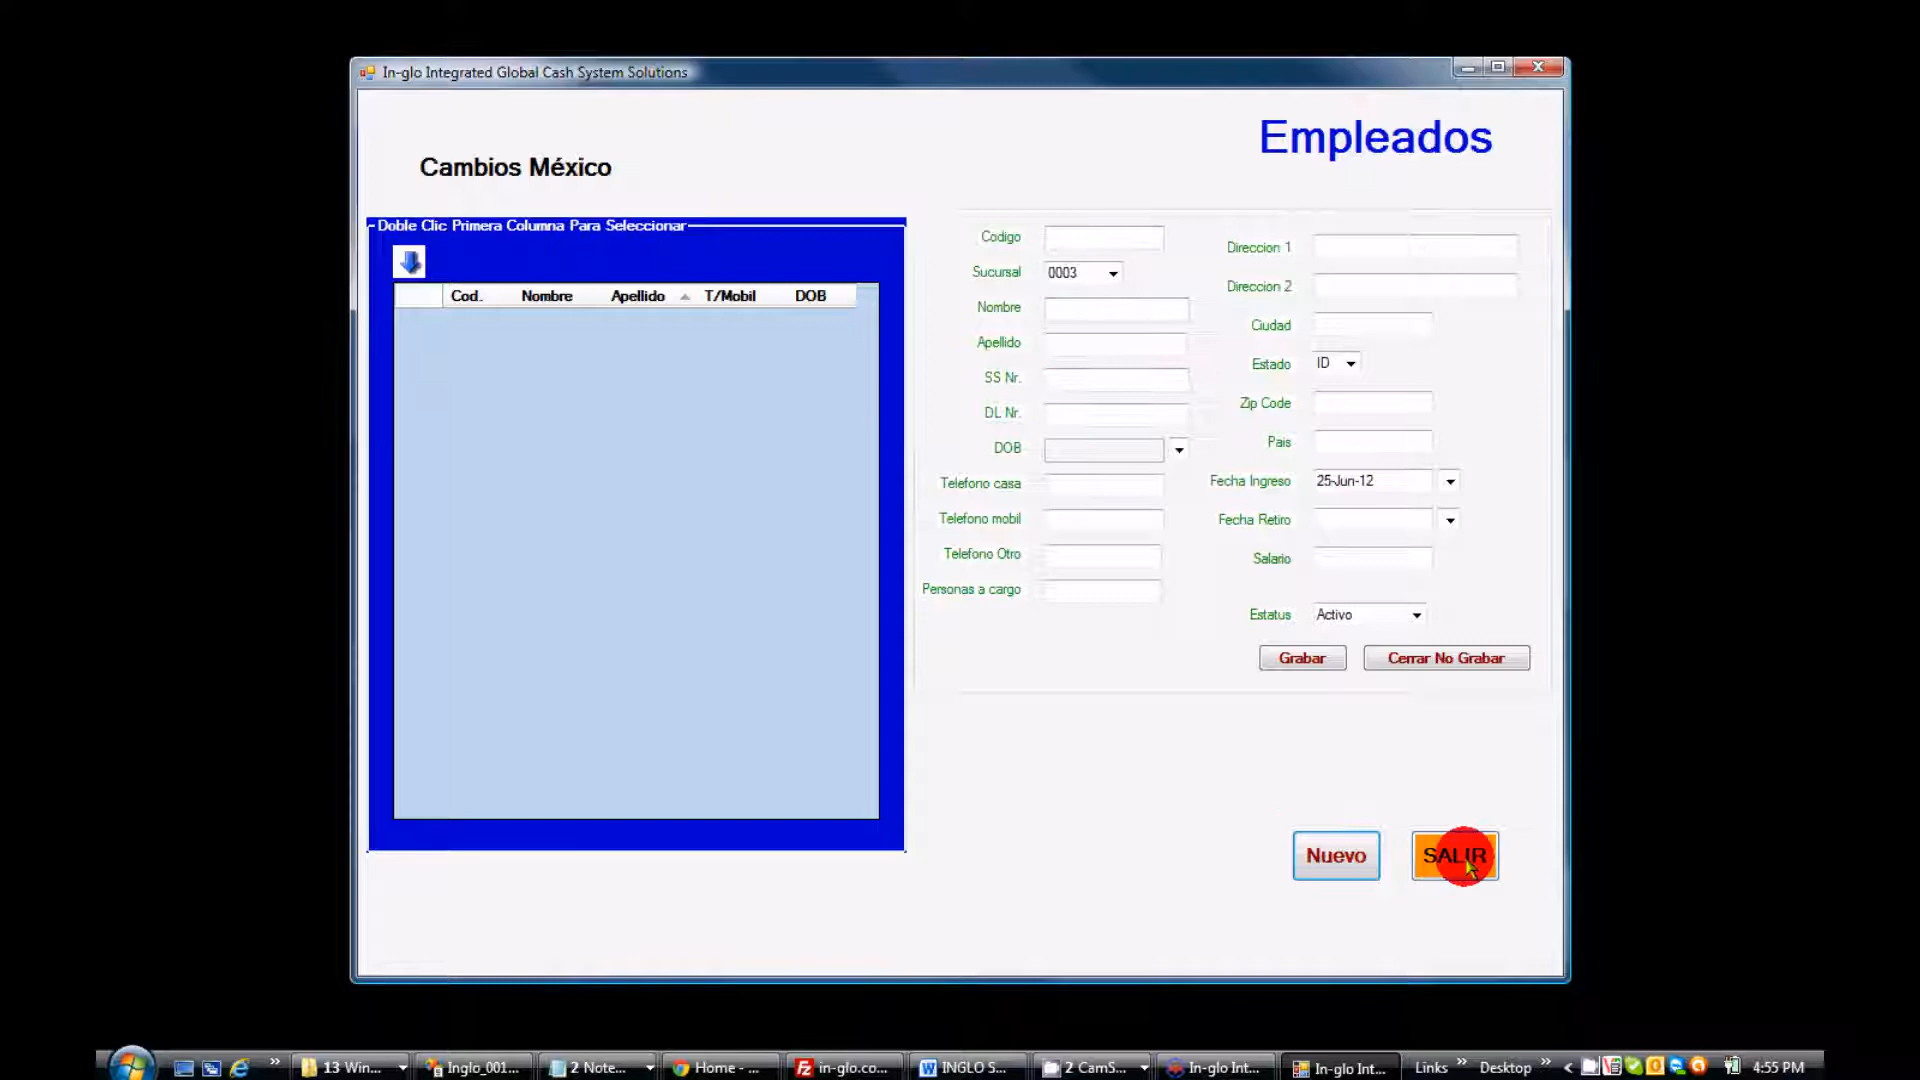 In-glo Integrated Global Cash System Solutions
Empleados
Cambios México
Doble Clic Primera Columna Para Seleccionar
Cod. Nombre Apellido T/Mobil DOB
Codigo
Sucursal 0003
Nombre
Apellido
SS Nr.
DL Nr.
DOB
Telefono casa
Telefono mobil
Telefono Otro
Personas a cargo
Direccion 1
Direccion 2
Ciudad
Estado ID
Zip Code
Pais
Fecha Ingreso 25-Jun-12
Fecha Retiro
Salario
Estatus Activo
Grabar Cerrar No Grabar
Nuevo SALIR
13 Win... Inglo_001... 2 Note... Home - ... in-glo.co... INGLO S... 2 CamS... In-glo Int... In-glo Int... Links Desktop 4:55 PM